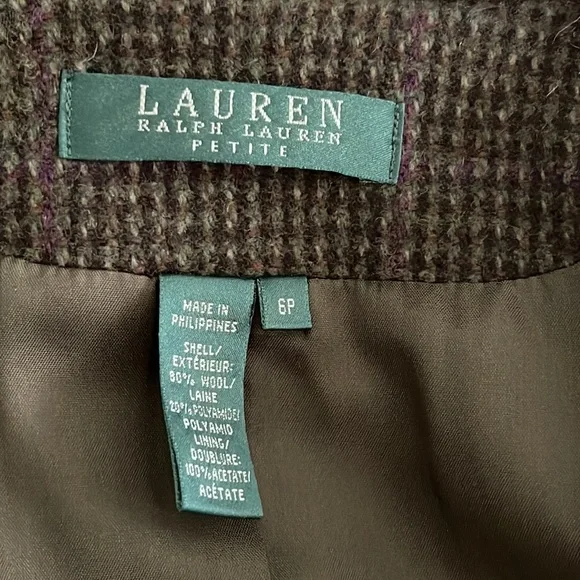 LAUREN
RALPH LAUREN
PETITE
6P
MADE IN
PHILIPPINES
SHELL/
EXTÉRIEUR:
80% WOOL/
LAINE
20% POLYAMIDE/
POLYAMID
LINING/
DOUBLURE:
100% ACETATE/
ACÉTATE